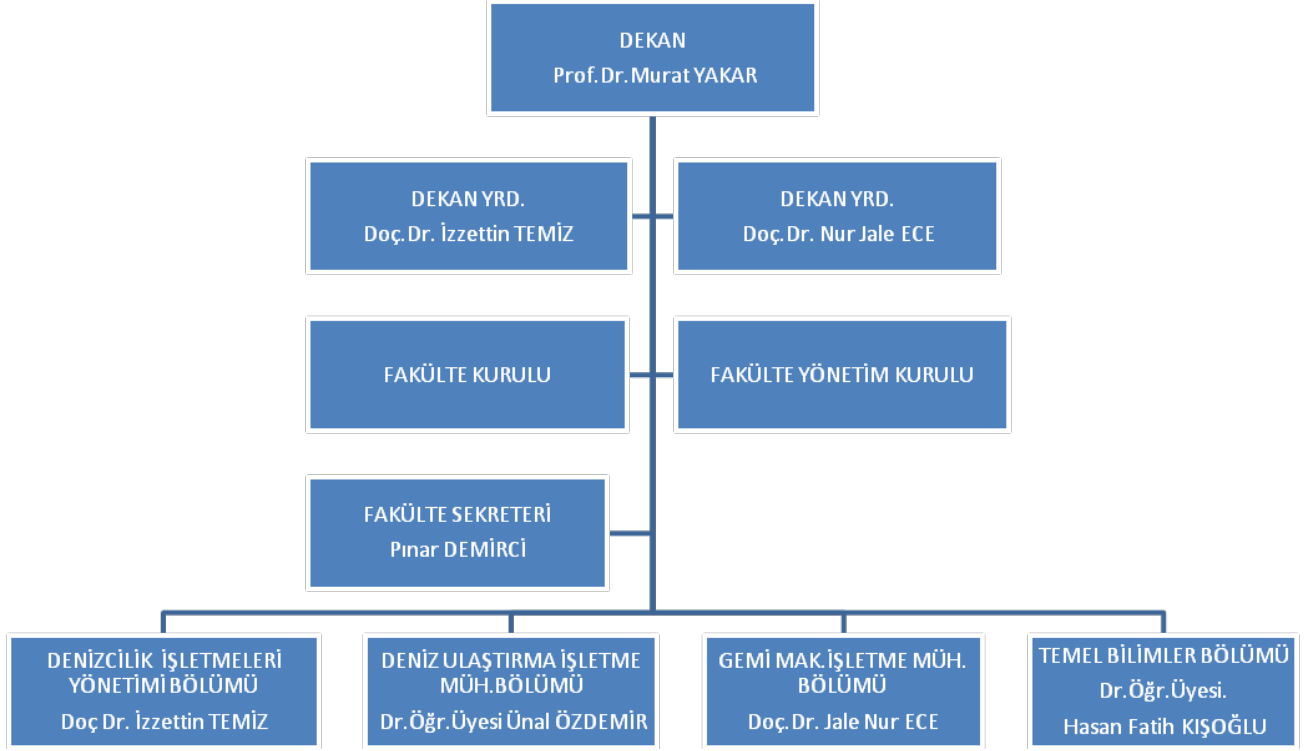 DEKAN
Prof.Dr.Murat YAKAR
DEKAN YRD.
Doç.Dr. İzzettin TEMİZ
DEKAN YRD.
Doç.Dr. Nur Jale ECE
FAKÜLTE KURULU
FAKÜLTE YÖNETİM KURULU
FAKÜLTE SEKRETERİ
Pınar DEMİRCİ
DENİZCİLİK İŞLETMELERİ
YÖNETİMİ BÖLÜMÜ
Doç Dr. İzzettin TEMİZ
DENİZ ULAŞTIRMA İŞLETME
MÜH.BÖLÜMÜ
Dr.Öğr.Üyesi Ünal ÖZDEMİR
GEMİ MAK.İŞLETME MÜH.
BÖLÜMÜ
Doç.Dr. Jale Nur ECE
TEMEL BİLİMLER BÖLÜMÜ
Dr.Öğr.Üyesi.
Hasan Fatih KIŞOĞLU